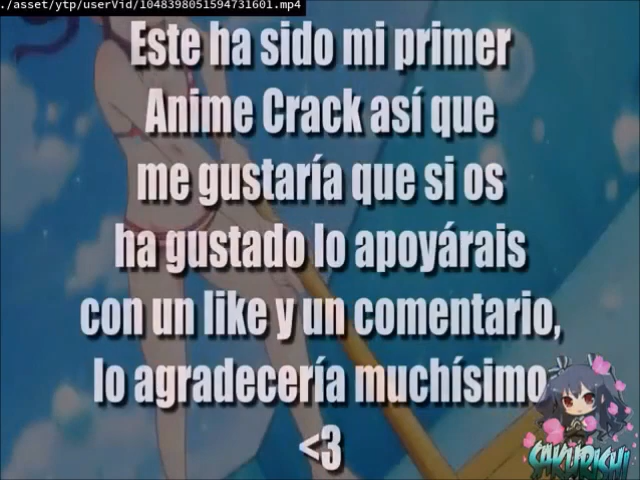 ./asset/ytp/userVid/1048398051594731601.mp4
Este ha sido mi primer
Anime Crack así que
me gustaría que si os
ha gustado lo apoyárais
con un like y un comentario,
lo agradecería muchísimo
<3
SAKURISHI